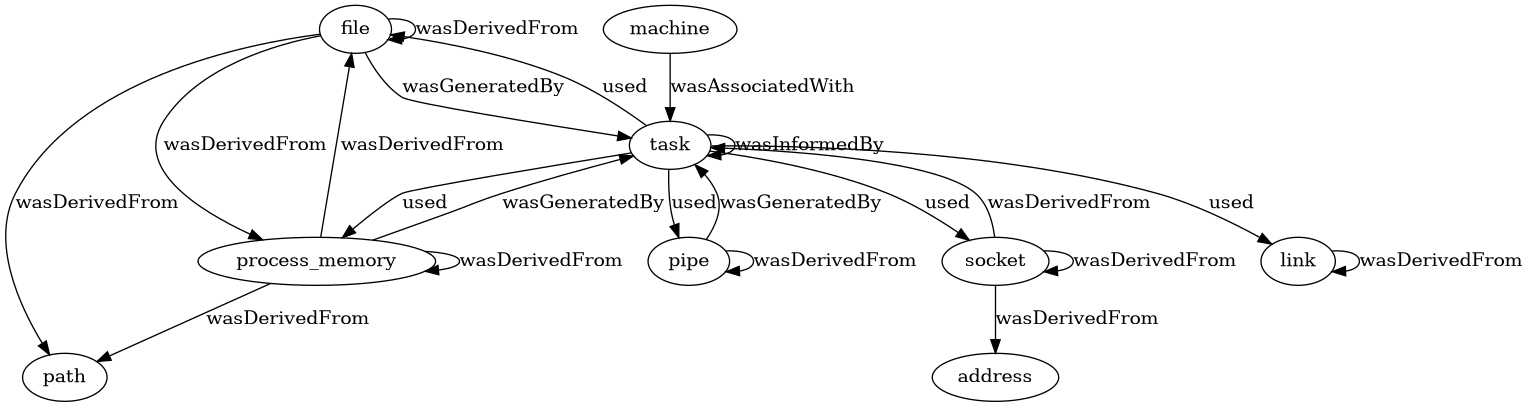 file
wasDerivedFrom
machine
wasGeneratedBy
used
wasAssociatedWith
wasDerivedFrom
wasDerivedFrom
task
wasInformedBy
wasDerivedFrom
used
wasGeneratedBy
used
wasGeneratedBy
used
wasDerivedFrom
used
process_memory
wasDerivedFrom
pipe
wasDerivedFrom
socket
wasDerivedFrom
link
wasDerivedFrom
wasDerivedFrom
wasDerivedFrom
path
address